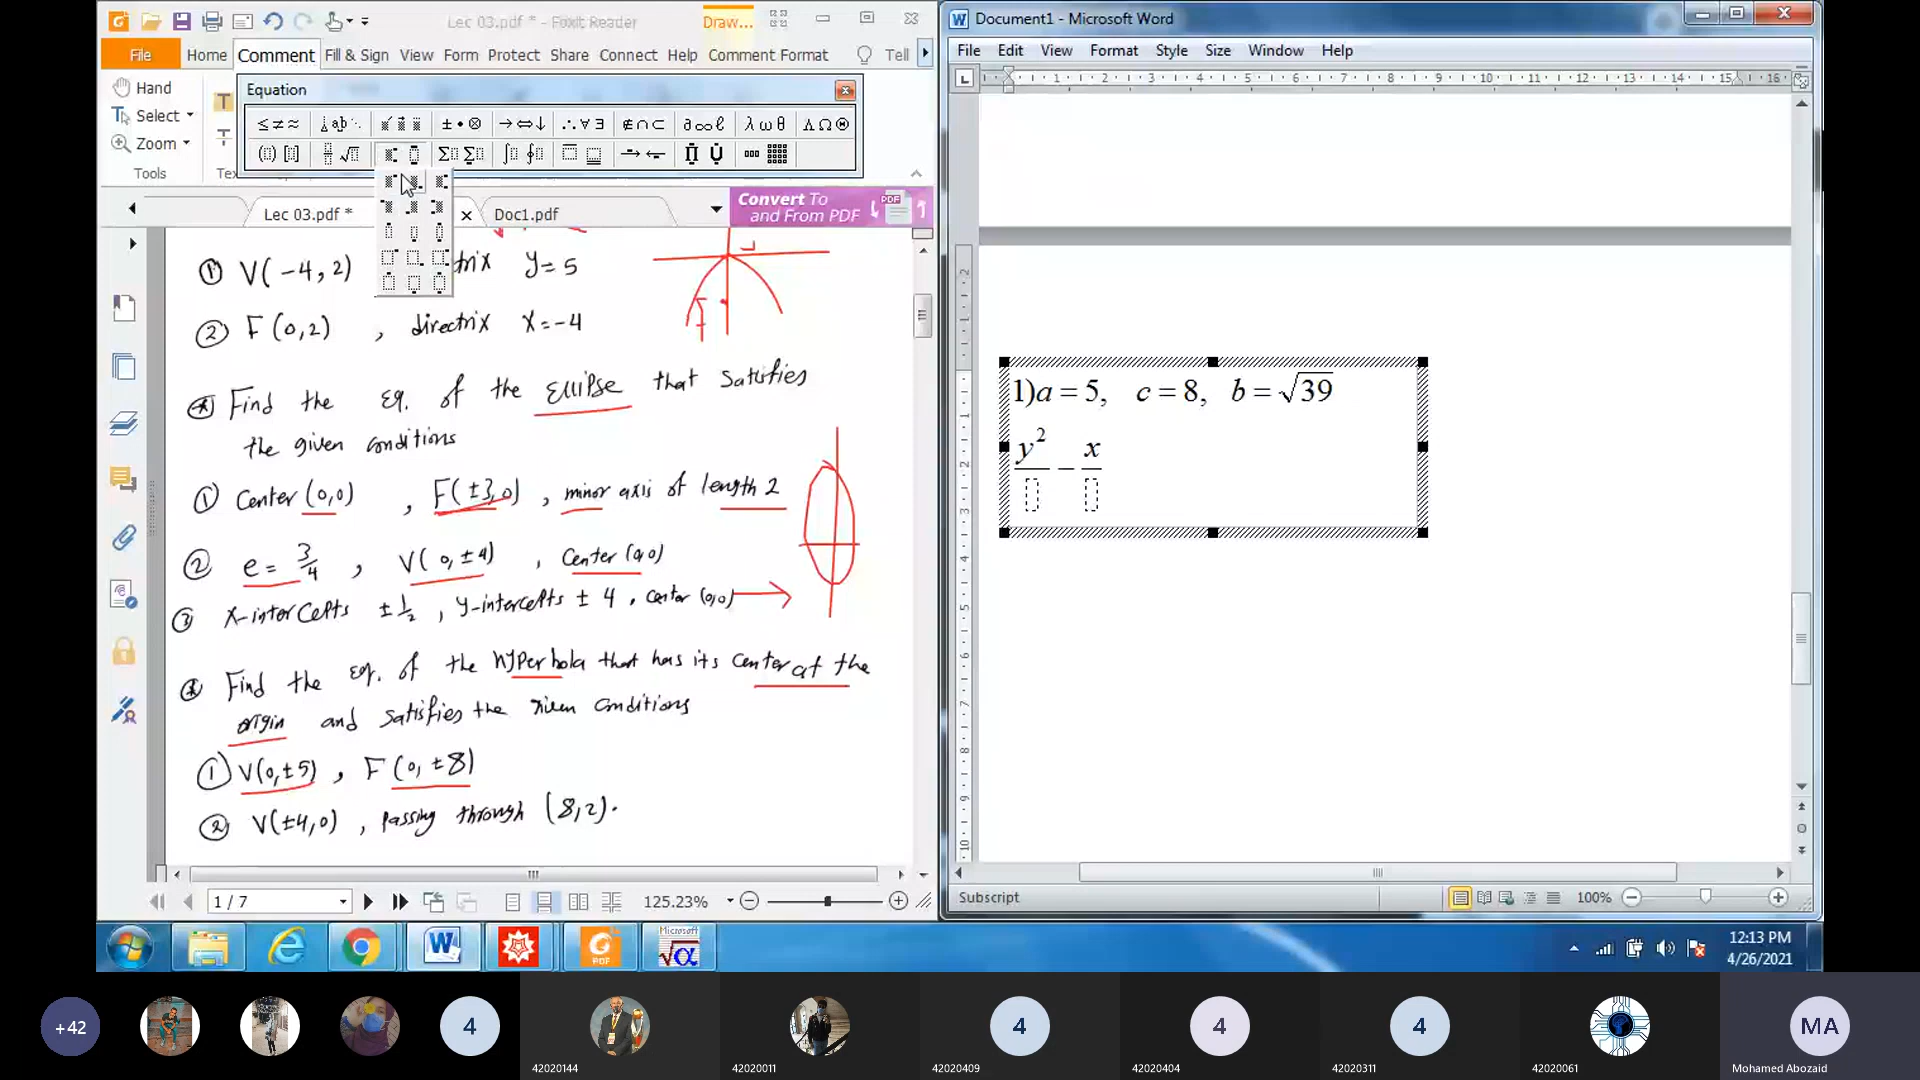 Lec 03.pdf * - Foxit Reader
Draw...
File Home Comment Fill & Sign View Form Protect Share Connect Help Comment Format Tell
Hand
Select
Zoom
Tools
Equation
Lec 03.pdf *
Doc1.pdf
Convert To
and From PDF
PDF
① V(-4,2) trix y=5
② F(0,2) , directrix x=-4
Find the eq. of the Ellipse that satisfies
the given conditions
① Center (0,0) , F(±3,0) , minor axis of length 2
② e= 3/4 , V(0,±4) , Center (0,0)
③ x-intercepts ± 1/2 , y-intercepts ± 4 , center (0,0)
Find the eq. of the hyperbola that has its center at the
origin and satisfies the given conditions
① V(0,±5) , F(0,±8)
② V(±4,0) , passing through (8,2).
1 / 7
125.23%
Document1 - Microsoft Word
File Edit View Format Style Size Window Help
1)a = 5, c = 8, b = √39
y² − x
Subscript
100%
Microsoft
√α
12:13 PM
4/26/2021
+42
4
4
4
4
MA
42020144
42020011
42020409
42020404
42020311
42020061
Mohamed Abozaid